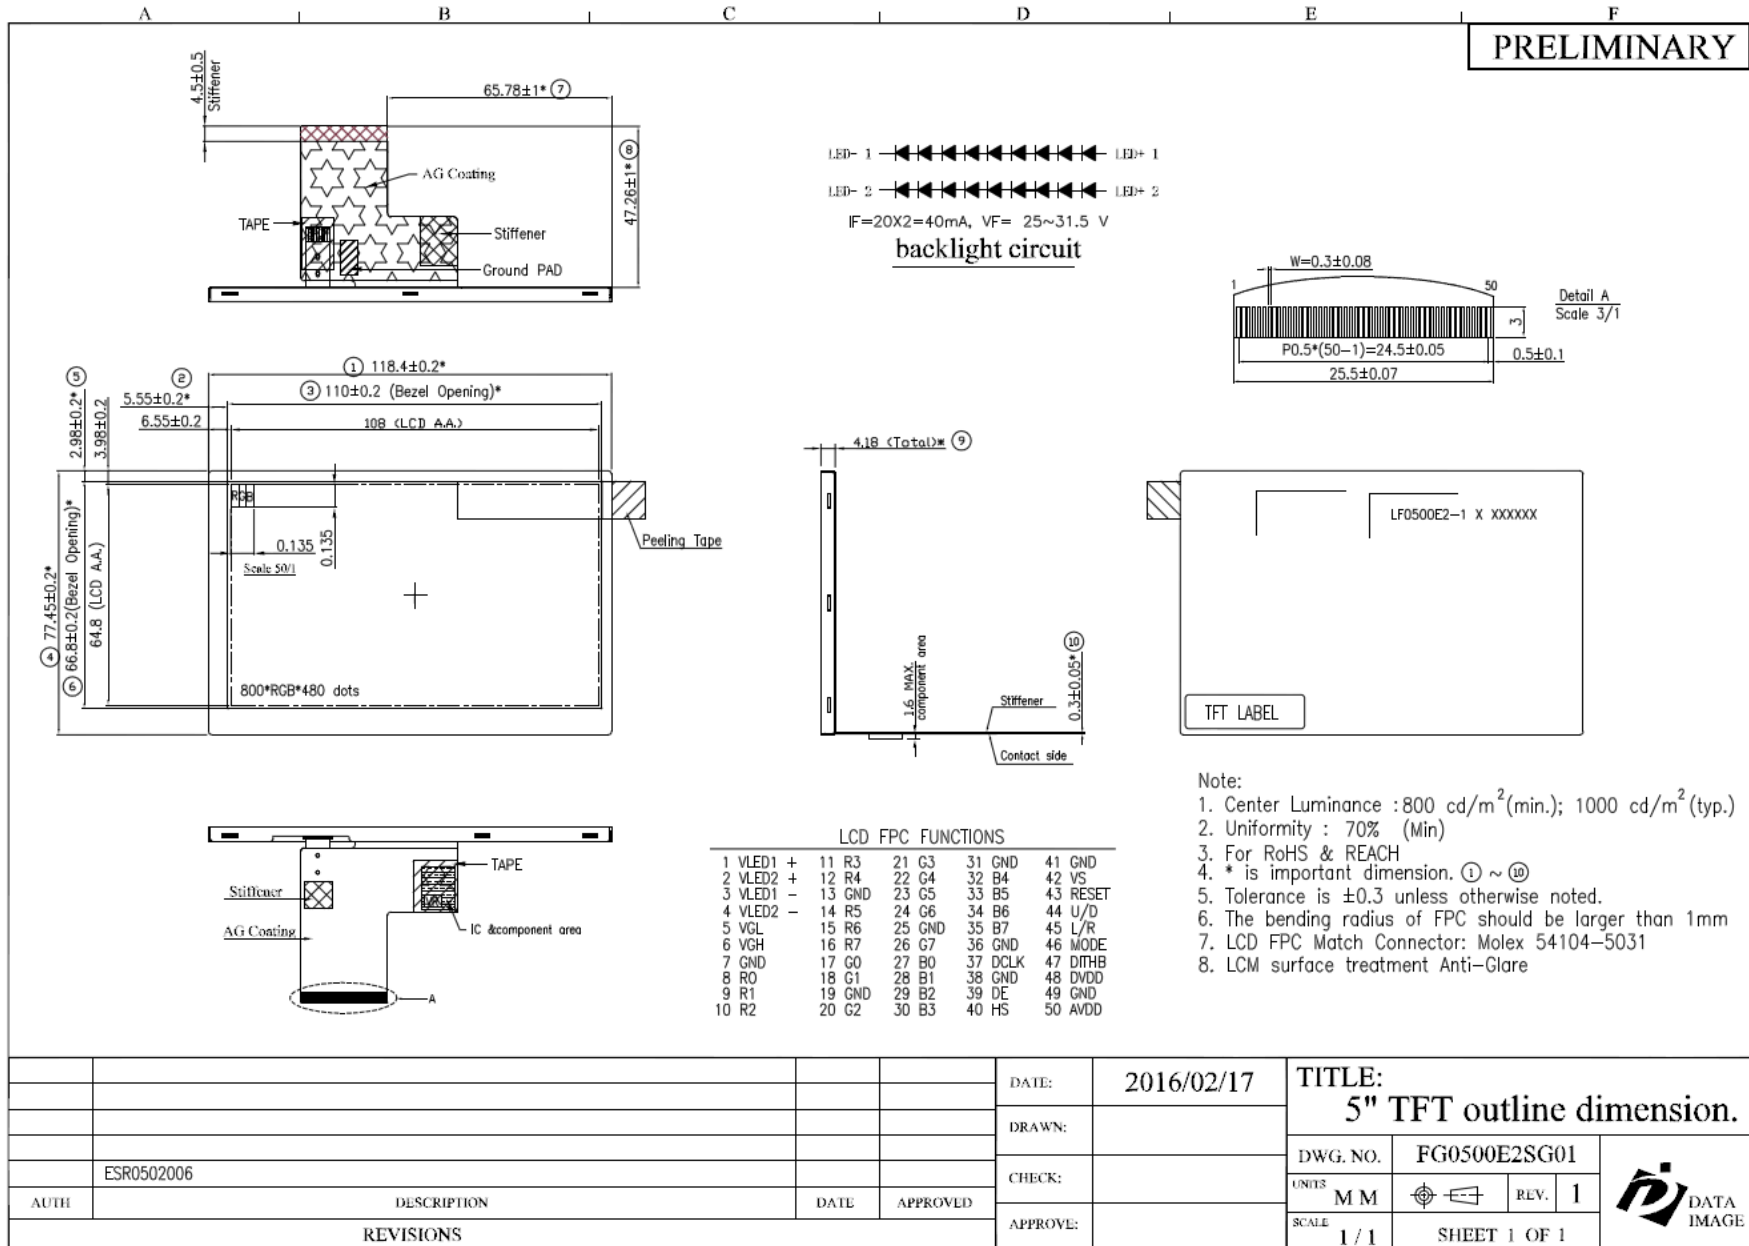 A B C D E F
PRELIMINARY
4.5±0.5
Stiffener
65.78±1* 7
47.26±1* 8
AG Coating
TAPE
Stiffener
Ground PAD
LED- 1 LED+ 1
LED- 2 LED+ 2
IF=20X2=40mA, VF= 25~31.5 V
backlight circuit
W=0.3±0.08
1 50
3
Detail A
Scale 3/1
P0.5*(50-1)=24.5±0.05
0.5±0.1
25.5±0.07
1 118.4±0.2*
2
3 110±0.2 (Bezel Opening)*
5.55±0.2*
108 (LCD A.A.)
6.55±0.2
2.98±0.2* 5
3.98±0.2
4 77.45±0.2*
6 66.8±0.2(Bezel Opening)*
64.8 (LCD A.A.)
RGB
0.135
0.135
Scale 50/1
800*RGB*480 dots
Peeling Tape
4.18 (Total)* 9
1.6 MAX.
component area
0.3±0.05* 10
Stiffener
Contact side
LF0500E2-1 X XXXXXX
TFT LABEL
TAPE
Stiffener
AG Coating
IC &component area
A
LCD FPC FUNCTIONS
1 VLED1 + 11 R3 21 G3 31 GND 41 GND
2 VLED2 + 12 R4 22 G4 32 B4 42 VS
3 VLED1 - 13 GND 23 G5 33 B5 43 RESET
4 VLED2 - 14 R5 24 G6 34 B6 44 U/D
5 VGL 15 R6 25 GND 35 B7 45 L/R
6 VGH 16 R7 26 G7 36 GND 46 MODE
7 GND 17 G0 27 B0 37 DCLK 47 DITHB
8 R0 18 G1 28 B1 38 GND 48 DVDD
9 R1 19 GND 29 B2 39 DE 49 GND
10 R2 20 G2 30 B3 40 HS 50 AVDD
Note:
1. Center Luminance :800 cd/m²(min.); 1000 cd/m²(typ.)
2. Uniformity : 70% (Min)
3. For RoHS & REACH
4. * is important dimension. ① ~ ⑩
5. Tolerance is ±0.3 unless otherwise noted.
6. The bending radius of FPC should be larger than 1mm
7. LCD FPC Match Connector: Molex 54104-5031
8. LCM surface treatment Anti-Glare
ESR0502006
AUTH DESCRIPTION DATE APPROVED
REVISIONS
DATE: 2016/02/17
DRAWN:
CHECK:
APPROVE:
TITLE:
5" TFT outline dimension.
DWG. NO. FG0500E2SG01
UNITS MM REV. 1
SCALE 1/1 SHEET 1 OF 1
DATA
IMAGE